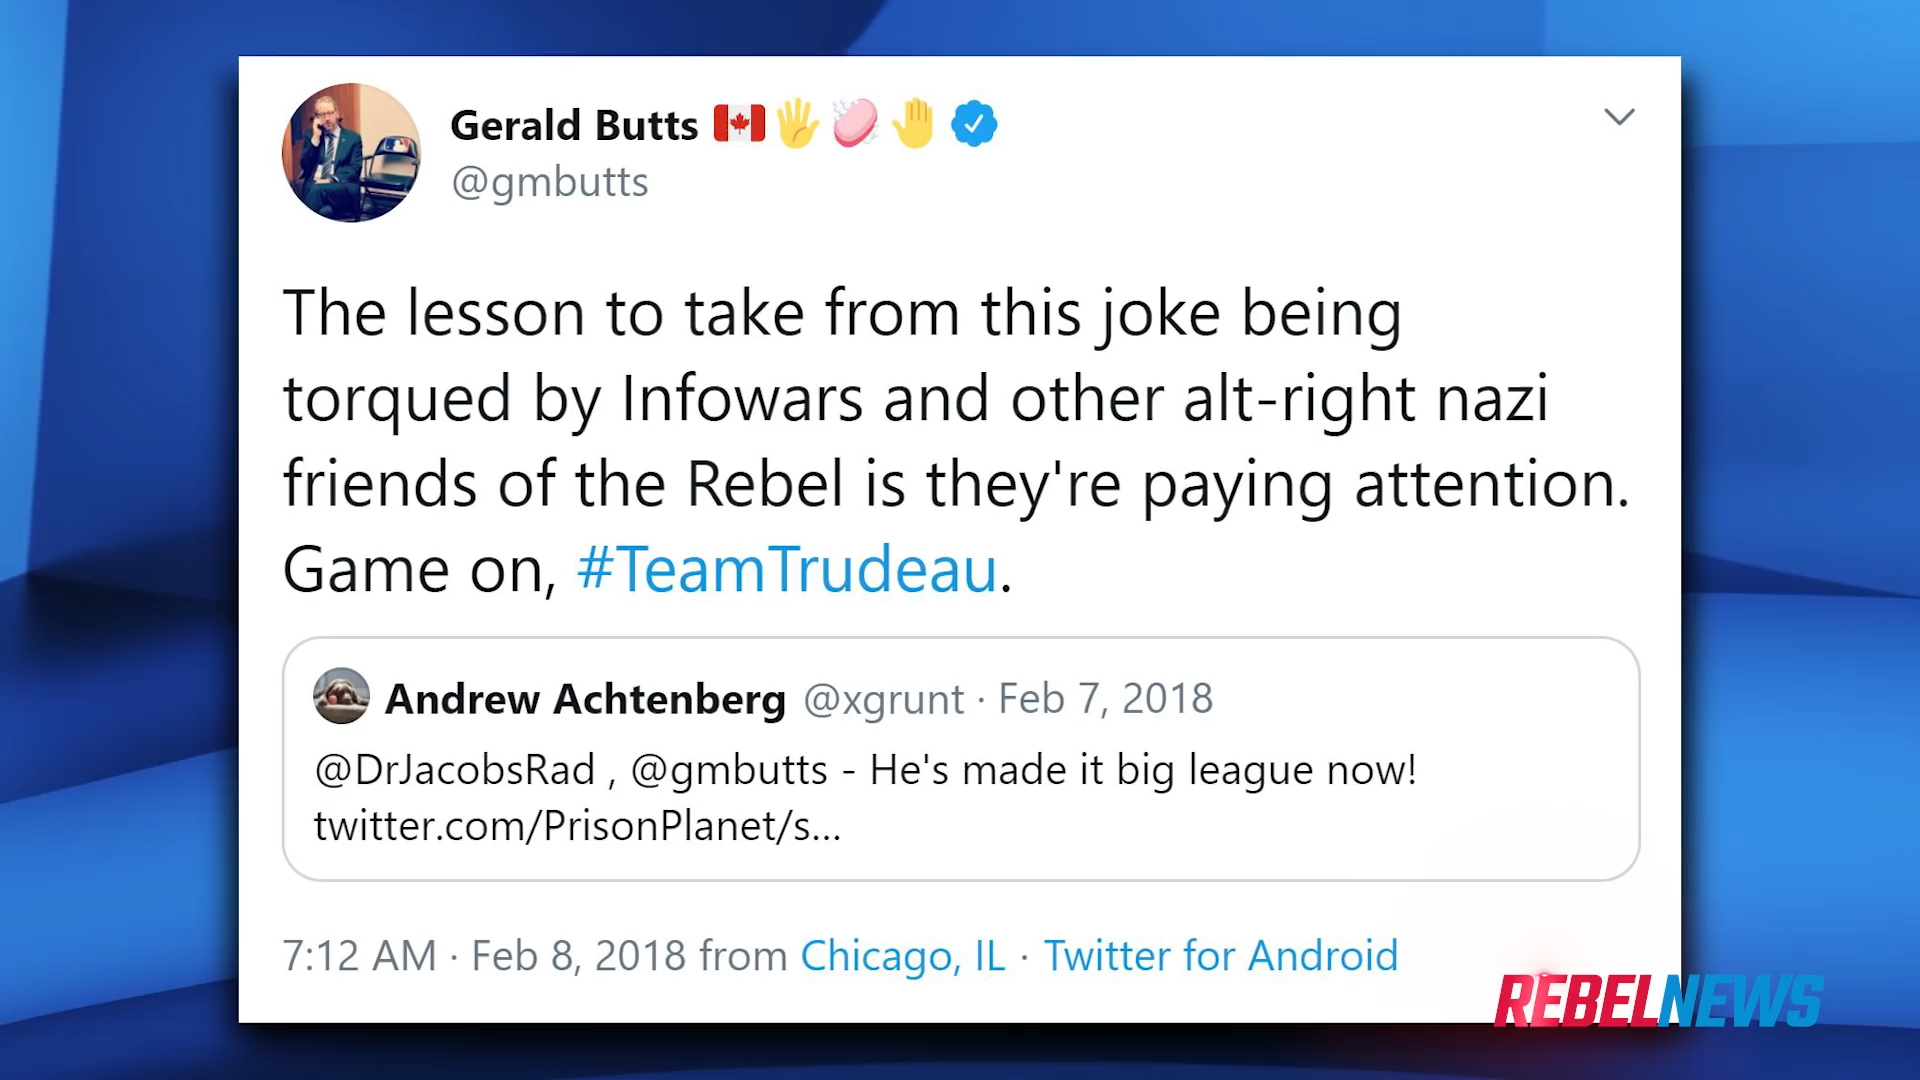 Gerald Butts
@gmbutts
The lesson to take from this joke being
torqued by Infowars and other alt-right nazi
friends of the Rebel is they're paying attention.
Game on, #TeamTrudeau.
Andrew Achtenberg @xgrunt · Feb 7, 2018
@DrJacobsRad , @gmbutts - He's made it big league now!
twitter.com/PrisonPlanet/s...
7:12 AM · Feb 8, 2018 from Chicago, IL · Twitter for Android
REBELNEWS